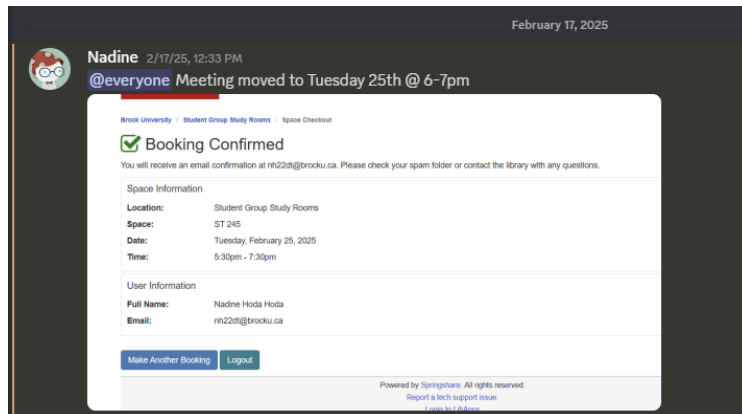 February 17, 2025
Nadine 2/17/25, 12:33 PM
@everyone Meeting moved to Tuesday 25th @ 6-7pm
Brock University / Student Group Study Rooms / Space Checkout
Booking Confirmed
You will receive an email confirmation at nh22dt@brocku.ca. Please check your spam folder or contact the library with any questions.
Space Information
Location: Student Group Study Rooms
Space: ST 245
Date: Tuesday, February 25, 2025
Time: 5:30pm - 7:30pm
User Information
Full Name: Nadine Hoda Hoda
Email: nh22dt@brocku.ca
Make Another Booking Logout
Powered by Springshare. All rights reserved.
Report a tech support issue.
Login to LibApps